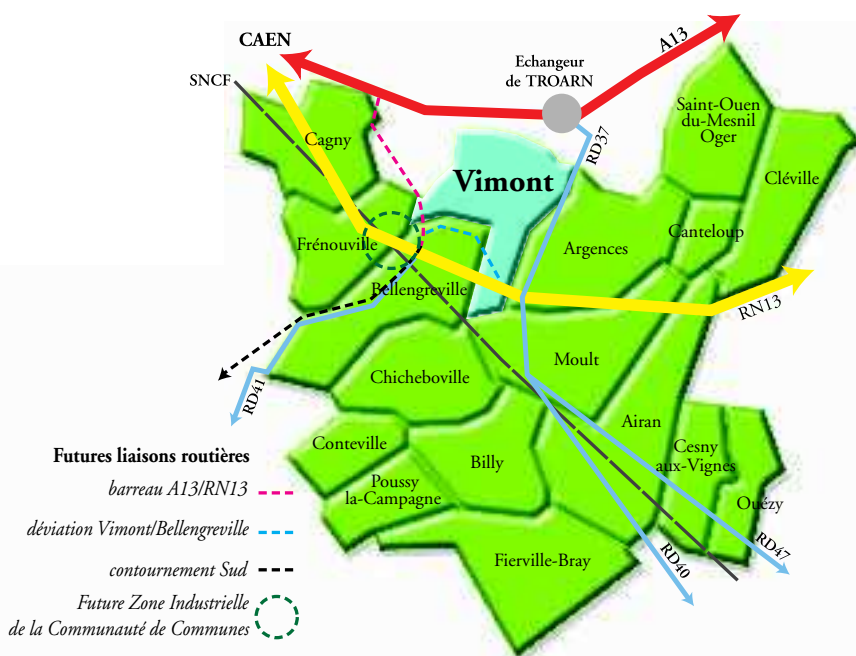 CAEN
A13
SNCF
Echangeur
de TROARN
RD37
Saint-Ouen
du-Mesnil
Oger
Cagny
Vimont
Cléville
Frénouville
Argences
Canteloup
Bellengreville
RN13
Moult
Chicheboville
RD41
Airan
Conteville
Billy
Cesny
aux-Vignes
Poussy
la-Campagne
Ouézy
Fierville-Bray
RD40
RD47
Futures liaisons routières
barreau A13/RN13
déviation Vimont/Bellengreville
contournement Sud
Future Zone Industrielle
de la Communauté de Communes